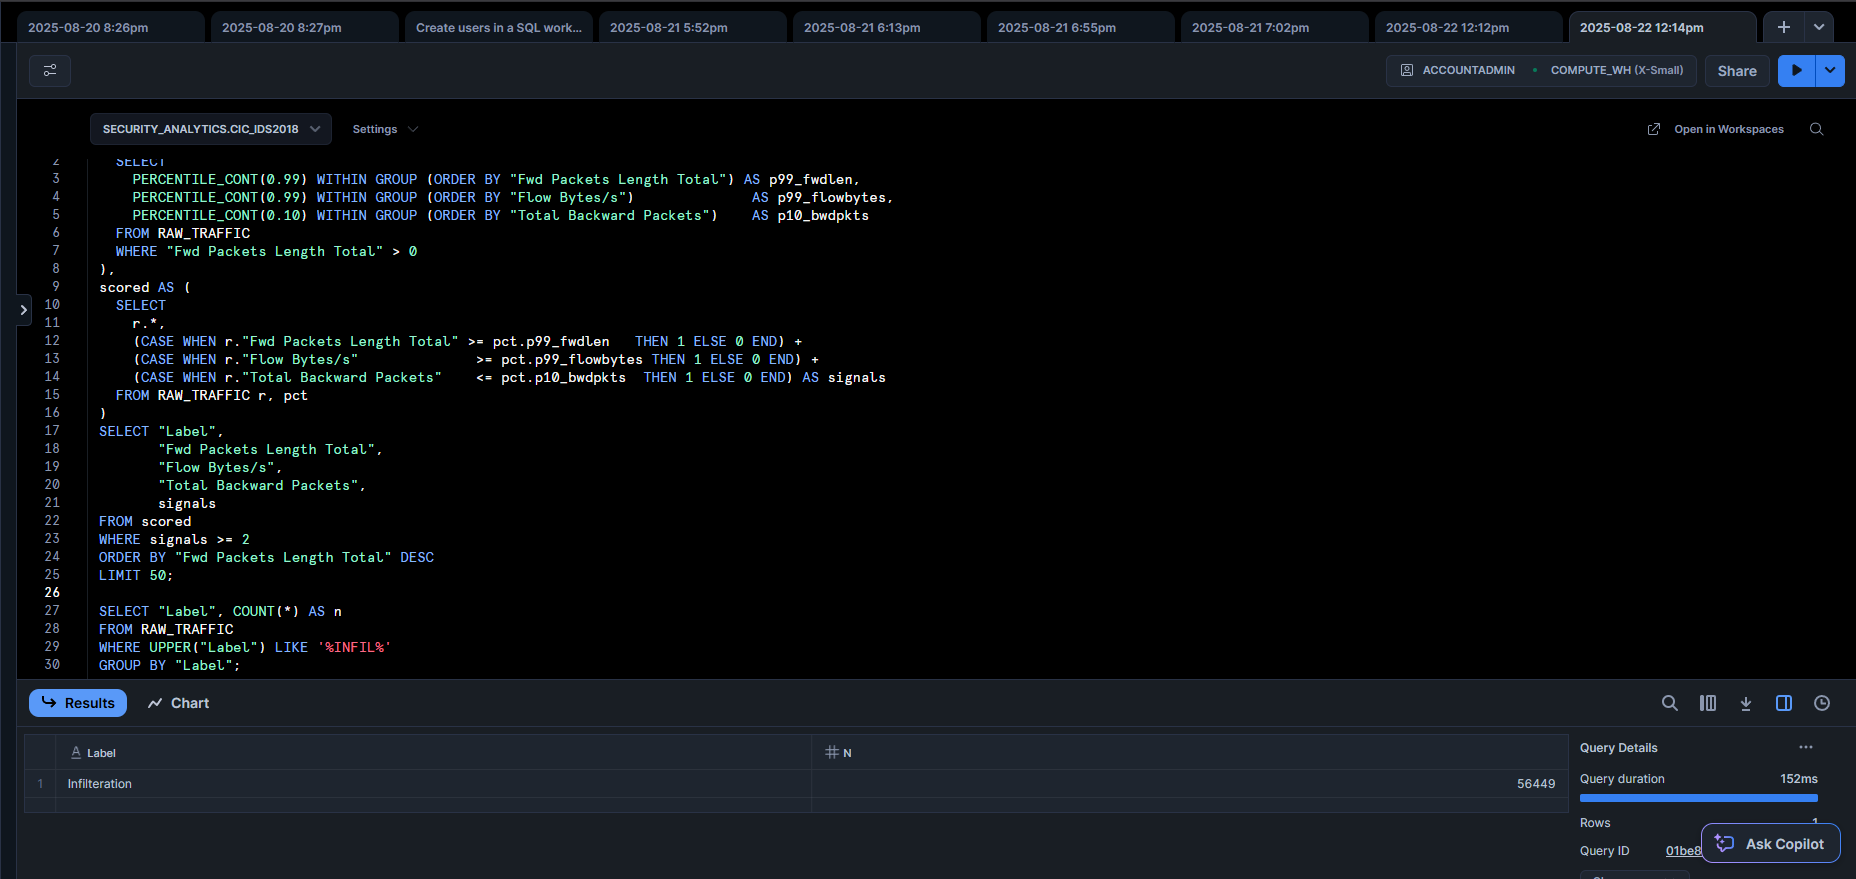 2025-08-20 8:26pm
2025-08-20 8:27pm
Create users in a SQL work...
2025-08-21 5:52pm
2025-08-21 6:13pm
2025-08-21 6:55pm
2025-08-21 7:02pm
2025-08-22 12:12pm
2025-08-22 12:14pm
ACCOUNTADMIN • COMPUTE_WH (X-Small)
Share
SECURITY_ANALYTICS.CIC_IDS2018
Settings
Open in Workspaces
2   SELECT
3     PERCENTILE_CONT(0.99) WITHIN GROUP (ORDER BY "Fwd Packets Length Total") AS p99_fwdlen,
4     PERCENTILE_CONT(0.99) WITHIN GROUP (ORDER BY "Flow Bytes/s")              AS p99_flowbytes,
5     PERCENTILE_CONT(0.10) WITHIN GROUP (ORDER BY "Total Backward Packets")    AS p10_bwdpkts
6   FROM RAW_TRAFFIC
7   WHERE "Fwd Packets Length Total" > 0
8 ),
9 scored AS (
10   SELECT
11     r.*,
12     (CASE WHEN r."Fwd Packets Length Total" >= pct.p99_fwdlen   THEN 1 ELSE 0 END) +
13     (CASE WHEN r."Flow Bytes/s"              >= pct.p99_flowbytes THEN 1 ELSE 0 END) +
14     (CASE WHEN r."Total Backward Packets"    <= pct.p10_bwdpkts  THEN 1 ELSE 0 END) AS signals
15   FROM RAW_TRAFFIC r, pct
16 )
17 SELECT "Label",
18        "Fwd Packets Length Total",
19        "Flow Bytes/s",
20        "Total Backward Packets",
21        signals
22 FROM scored
23 WHERE signals >= 2
24 ORDER BY "Fwd Packets Length Total" DESC
25 LIMIT 50;
26
27 SELECT "Label", COUNT(*) AS n
28 FROM RAW_TRAFFIC
29 WHERE UPPER("Label") LIKE '%INFIL%'
30 GROUP BY "Label";
Results
Chart
Label
N
1 Infilteration 56449
Query Details
...
Query duration 152ms
Rows 1
Query ID 01be8
Ask Copilot